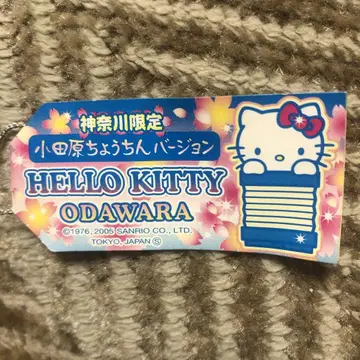 神奈川限定
小田原ちょうちんバージョン
HELLO KITTY
ODAWARA
©1976, 2005 SANRIO CO., LTD.
TOKYO, JAPAN Ⓢ